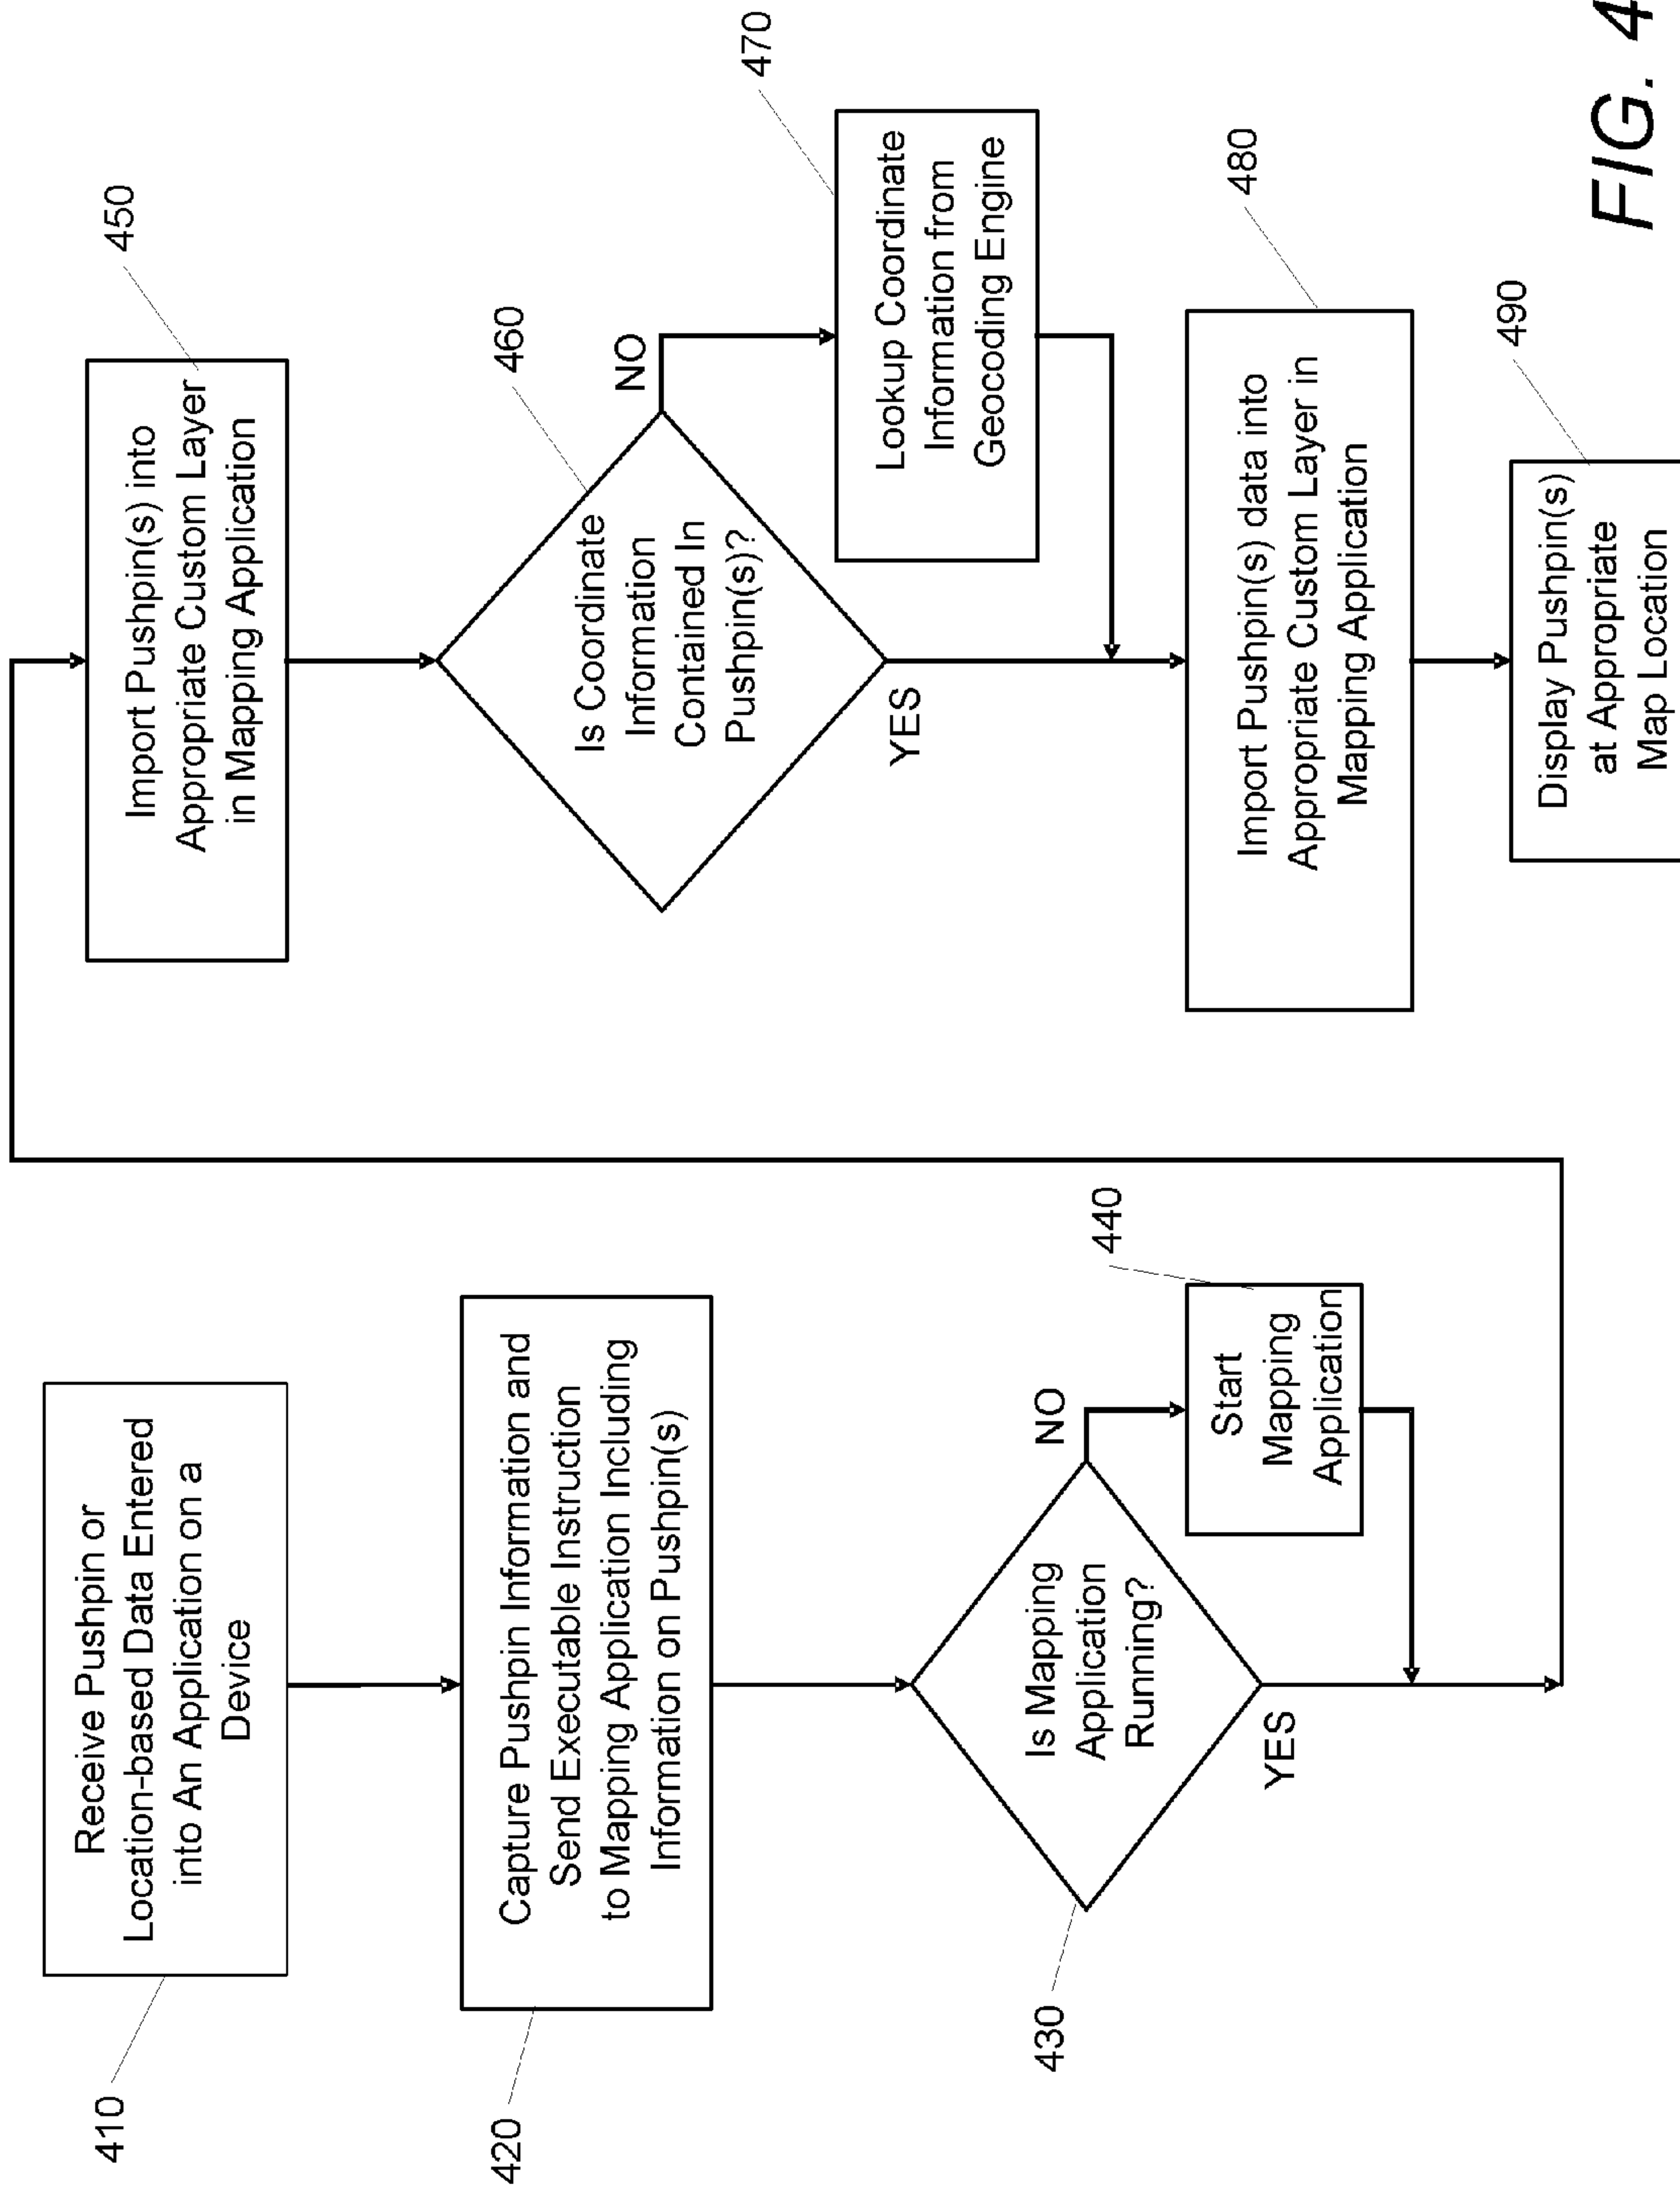 410
Receive Pushpin or
Location-based Data Entered
into An Application on a
Device
420
Capture Pushpin Information and
Send Executable Instruction
to Mapping Application Including
Information on Pushpin(s)
430
Is Mapping
Application
Running?
NO
YES
440
Start
Mapping
Application
450
Import Pushpin(s) into
Appropriate Custom Layer
in Mapping Application
460
Is Coordinate
Information
Contained In
Pushpin(s)?
NO
YES
470
Lookup Coordinate
Information from
Geocoding Engine
480
Import Pushpin(s) data into
Appropriate Custom Layer in
Mapping Application
490
Display Pushpin(s)
at Appropriate
Map Location
FIG. 4